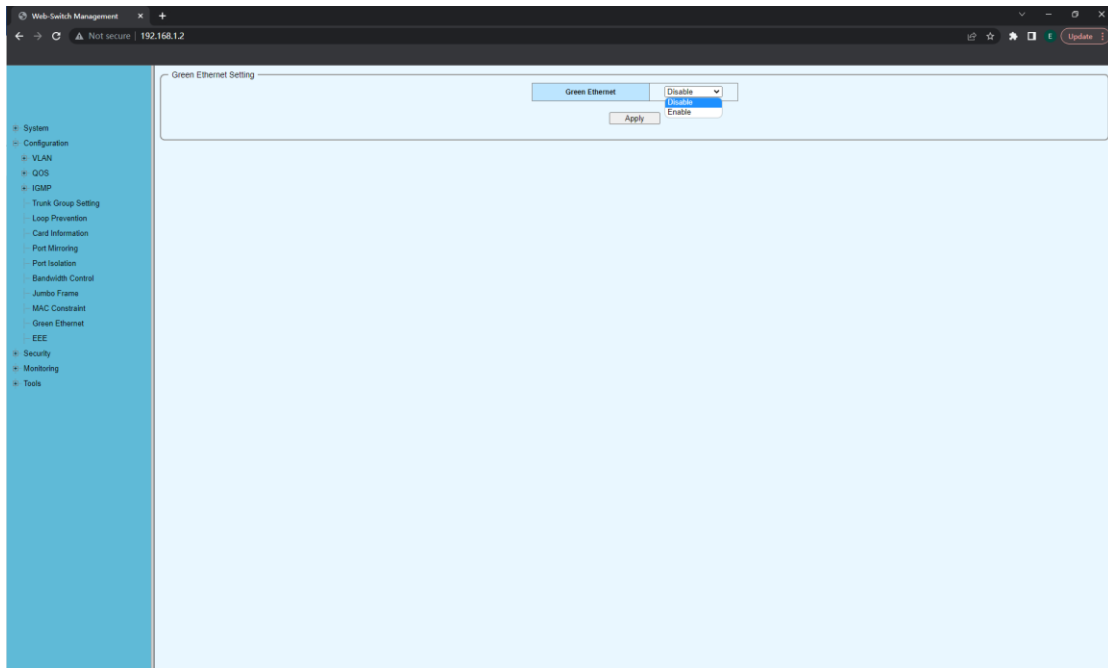 Web-Switch Management
Not secure | 192.168.1.2
E
Update
Green Ethernet Setting
Green Ethernet
Disable
Disable
Enable
Apply
System
Configuration
VLAN
QOS
IGMP
Trunk Group Setting
Loop Prevention
Card Information
Port Mirroring
Port Isolation
Bandwidth Control
Jumbo Frame
MAC Constraint
Green Ethernet
EEE
Security
Monitoring
Tools